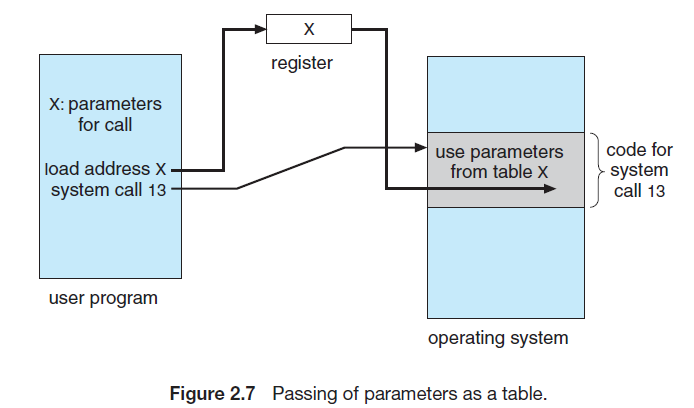 X
register
X: parameters
for call
load address X
system call 13
user program
use parameters
from table X
code for
system
call 13
operating system
Figure 2.7 Passing of parameters as a table.